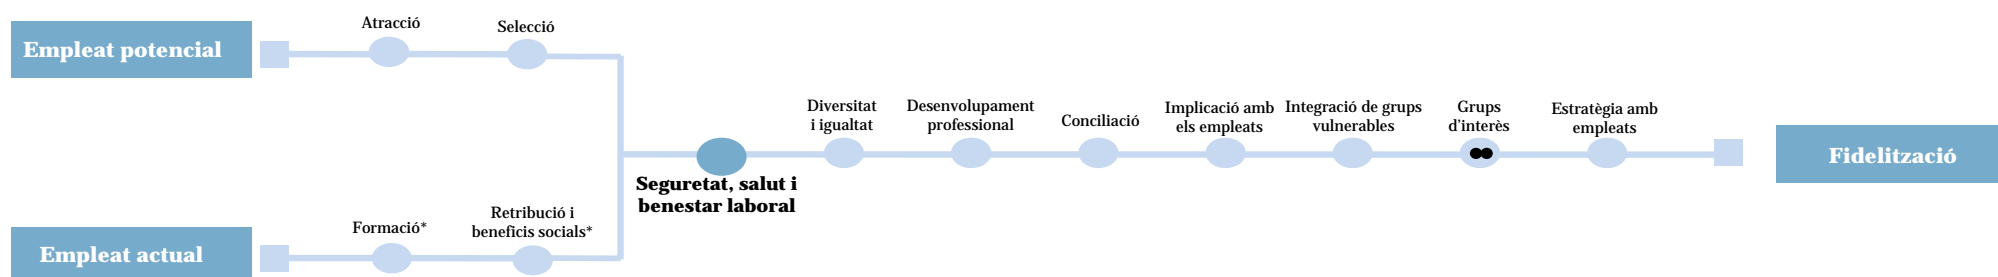 Empleat potencial
Atracció
Selecció
Empleat actual
Formació*
Retribució i
beneficis socials*
Seguretat, salut i
benestar laboral
Diversitat
i igualtat
Desenvolupament
professional
Conciliació
Implicació amb
els empleats
Integració de grups
vulnerables
Grups
d’interès
Estratègia amb
empleats
Fidelització